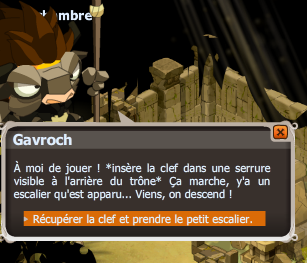 Gavroch
À moi de jouer ! *insère la clef dans une serrure
visible à l'arrière du trône* Ça marche, y'a un
escalier qu'est apparu... Viens, on descend !
Récupérer la clef et prendre le petit escalier.